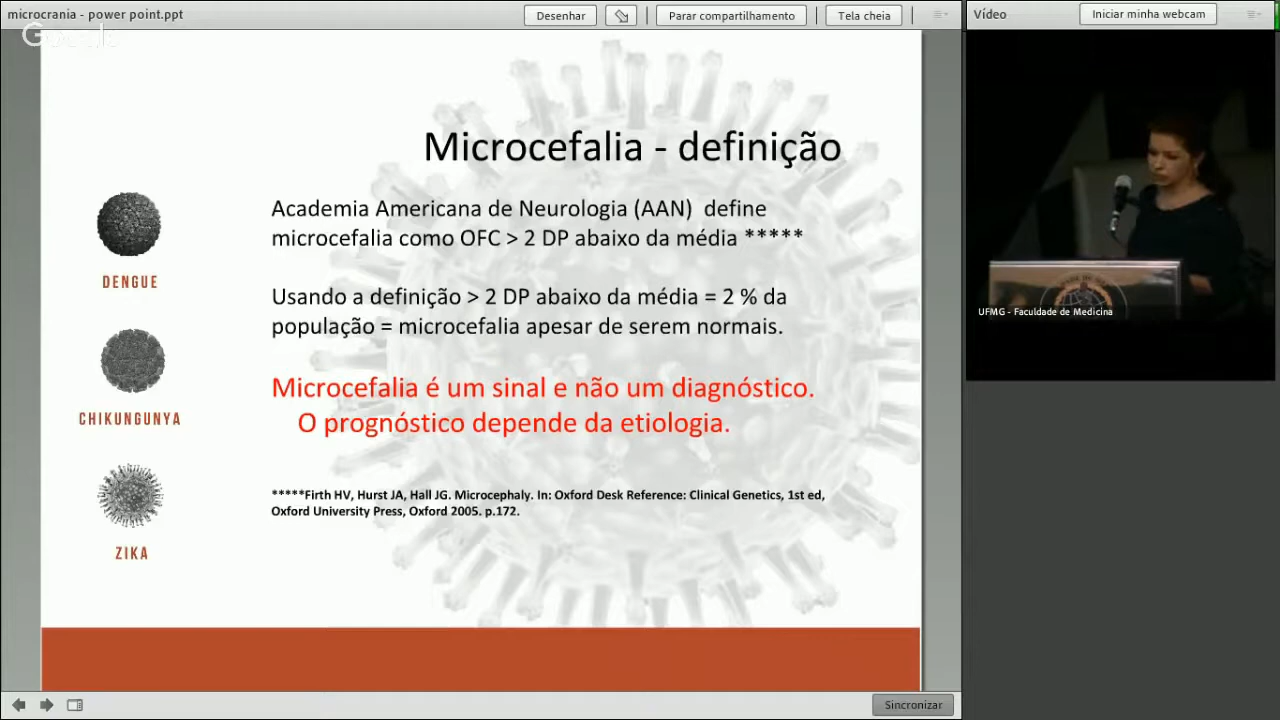 microcrania - power point.ppt
Desenhar
Parar compartilhamento
Tela cheia
Vídeo
Iniciar minha webcam
Microcefalia - definição
Academia Americana de Neurologia (AAN) define
microcefalia como OFC > 2 DP abaixo da média *****
Usando a definição > 2 DP abaixo da média = 2 % da
população = microcefalia apesar de serem normais.
Microcefalia é um sinal e não um diagnóstico.
O prognóstico depende da etiologia.
*****Firth HV, Hurst JA, Hall JG. Microcephaly. In: Oxford Desk Reference: Clinical Genetics, 1st ed,
Oxford University Press, Oxford 2005. p.172.
DENGUE
CHIKUNGUNYA
ZIKA
UFMG - Faculdade de Medicina
Sincronizar